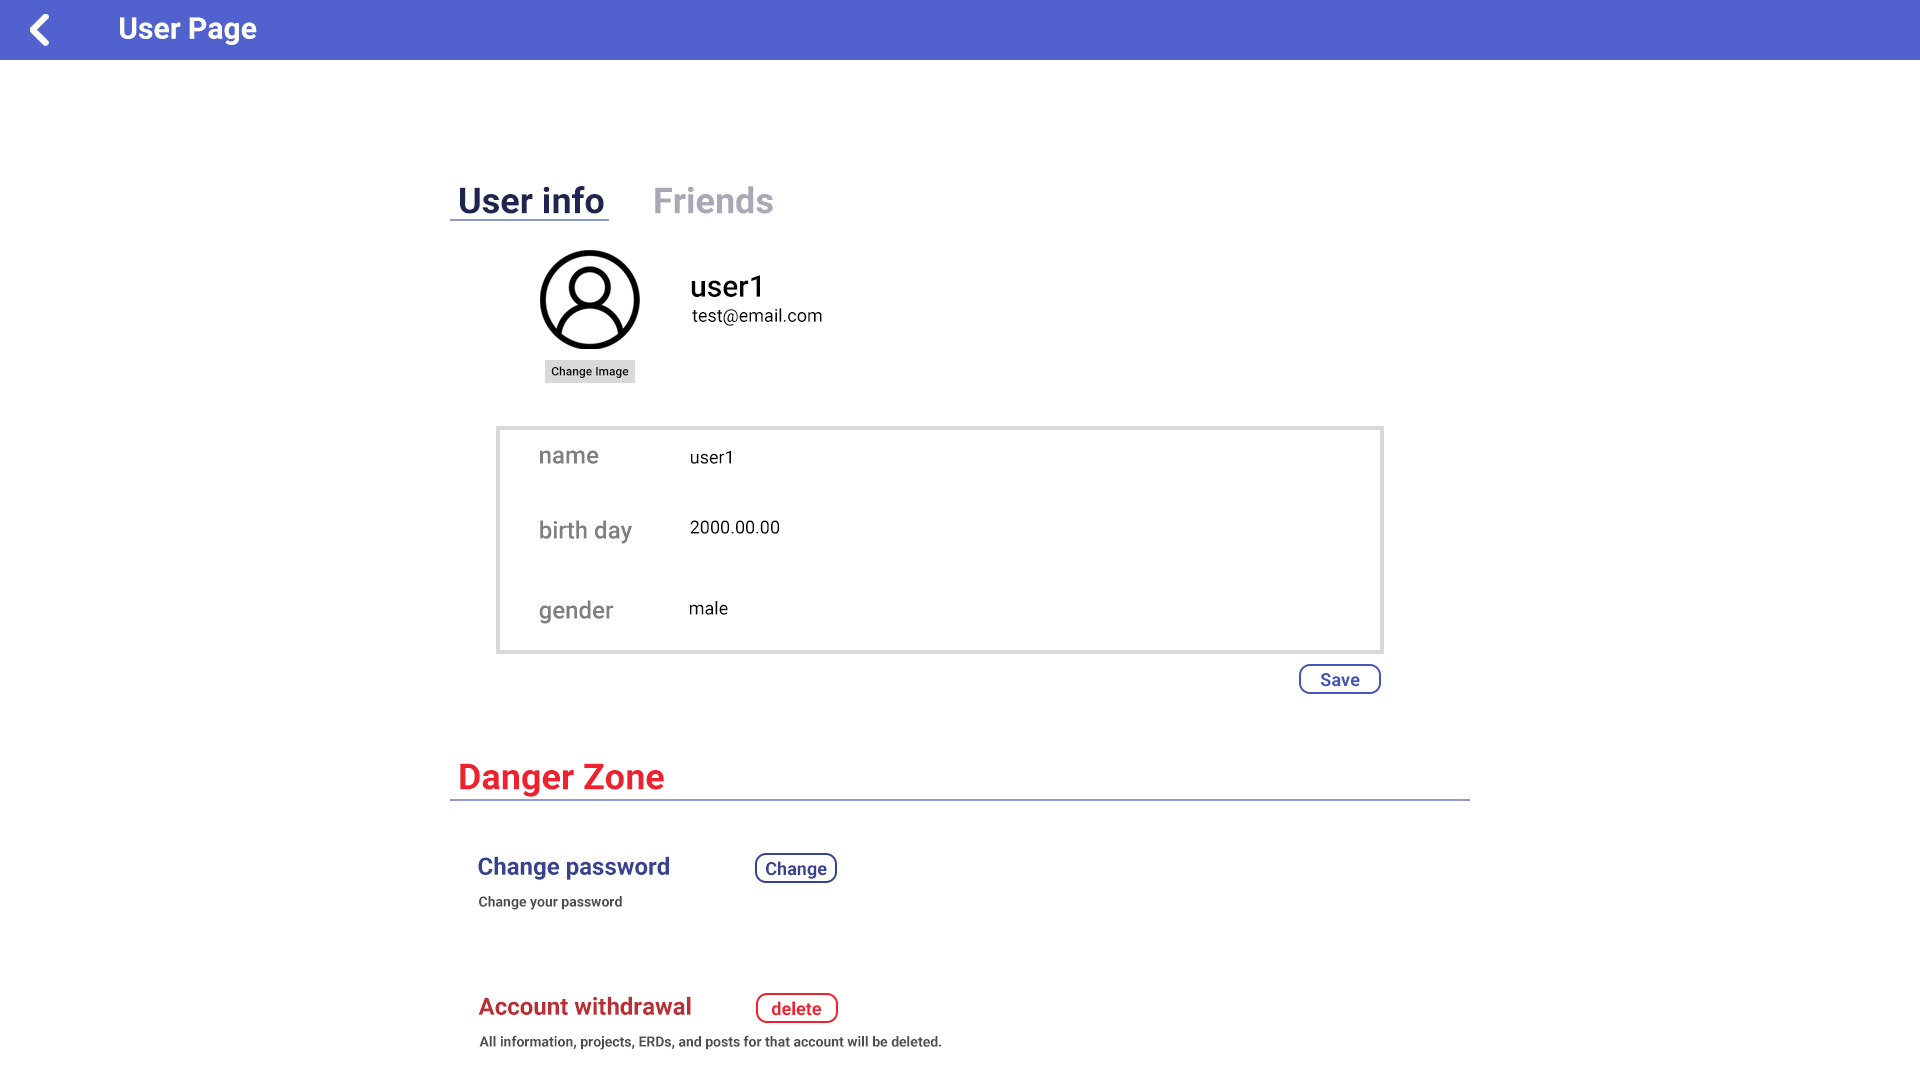 User Page
User info
Friends
user1
test@email.com
Change Image
name
user1
birth day
2000.00.00
gender
male
Save
Danger Zone
Change password
Change
Change your password
Account withdrawal
delete
All information, projects, ERDs, and posts for that account will be deleted.